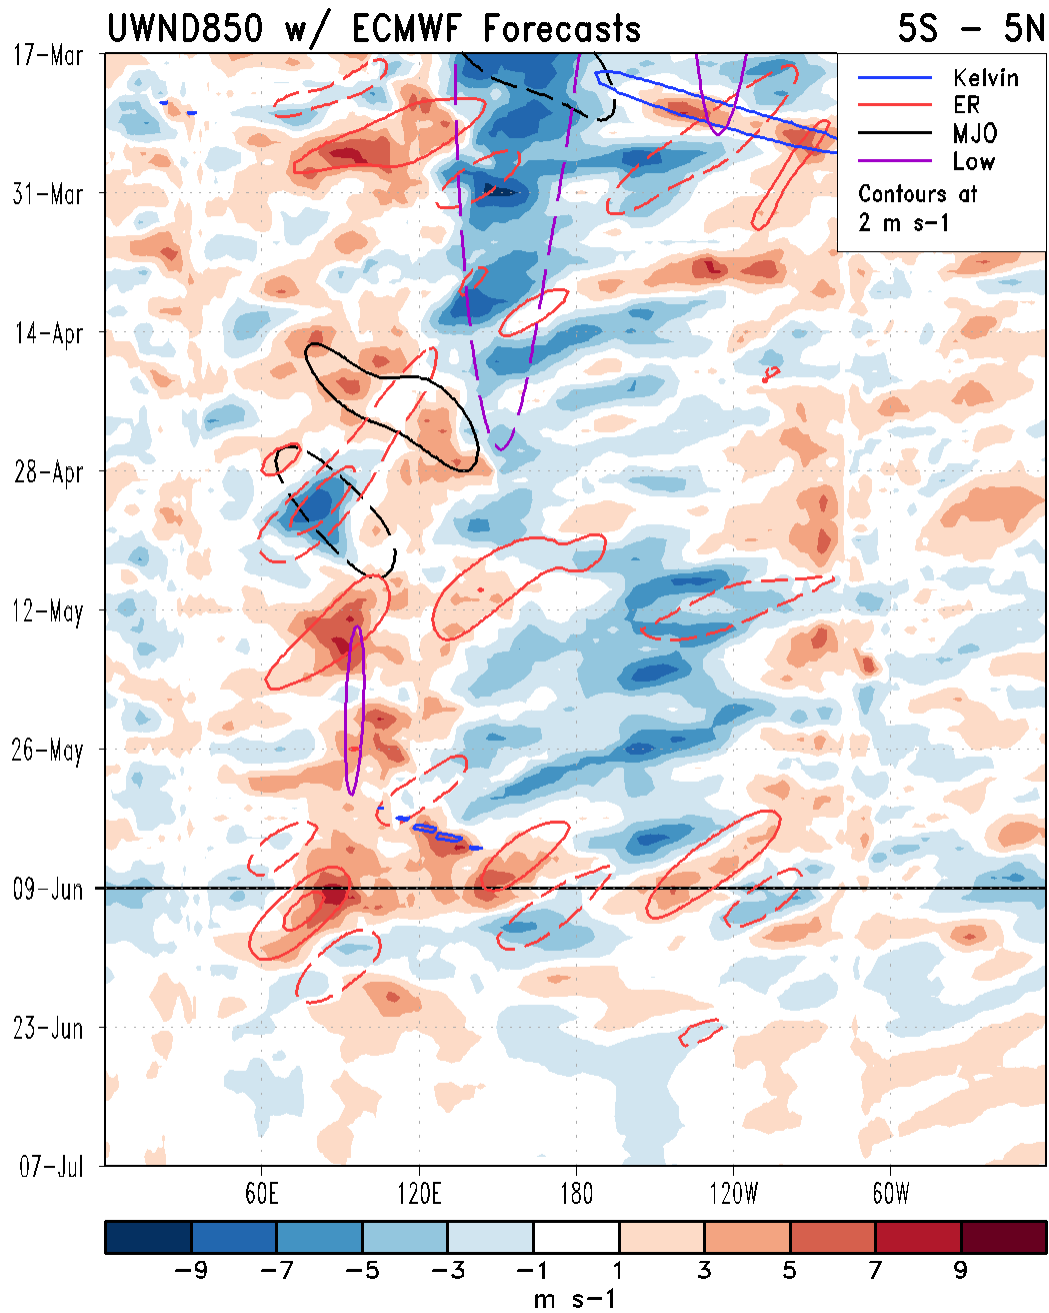 UWND850 w/ ECMWF Forecasts 5S - 5N
17-Mar
31-Mar
14-Apr
28-Apr
12-May
26-May
09-Jun
23-Jun
07-Jul
Kelvin
ER
MJO
Low
Contours at
2 m s-1
60E 120E 180 120W 60W
-9 -7 -5 -3 -1 1 3 5 7 9
m s-1